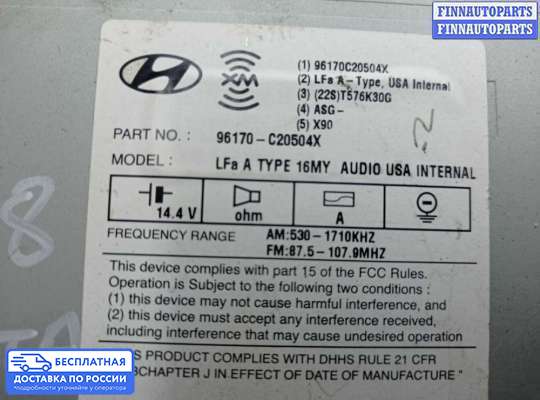 FINNAUTOPARTS
FINNAUTOPARTS
XM
(1) 96170C20504X
(2) LFa A-Type, USA Internal
(3) (22S)T576K30G
(4) ASG-
(5) X90
PART NO. : 96170-C20504X
MODEL : LFa A TYPE 16MY AUDIO USA INTERNAL
14.4 V ohm A
FREQUENCY RANGE AM:530-1710KHZ
FM:87.5-107.9MHZ
This device complies with part 15 of the FCC Rules.
Operation is Subject to the following two conditions :
(1) this device may not cause harmful interference, and
(2) this device must accept any interference received,
including interference that may cause undesired operation
S PRODUCT COMPLIES WITH DHHS RULE 21 CFR
BCHAPTER J IN EFFECT OF DATE OF MANUFACTURE "
8
2
БЕСПЛАТНАЯ
ДОСТАВКА ПО РОССИИ